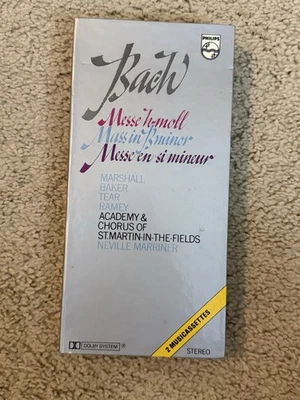 PHILIPS
Bach
Messe h-moll
Mass in B minor
Messe en si mineur
MARSHALL
BAKER
TEAR
RAMEY
ACADEMY &
CHORUS OF
ST. MARTIN-IN-THE-FIELDS
NEVILLE MARRINER
2 MUSICASSETTES
DOLBY SYSTEM ®
STEREO